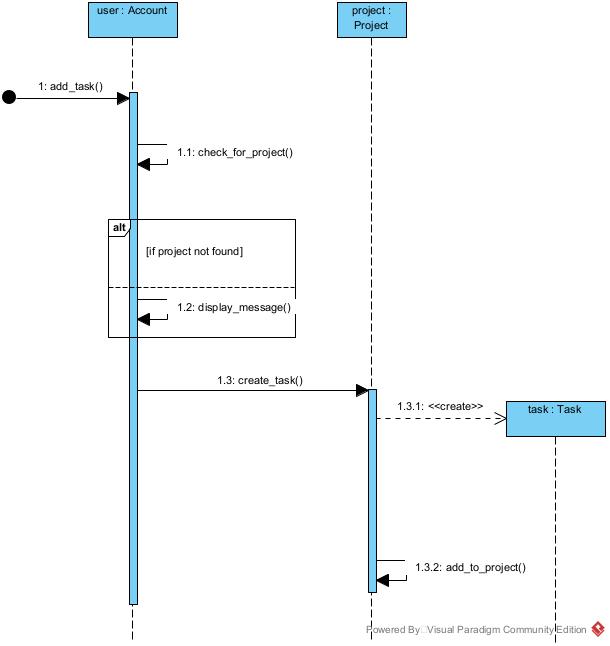 user : Account
project :
Project
1: add_task()
1.1: check_for_project()
alt
[if project not found]
1.2: display_message()
1.3: create_task()
1.3.1: <<create>>
task : Task
1.3.2: add_to_project()
Powered By Visual Paradigm Community Edition